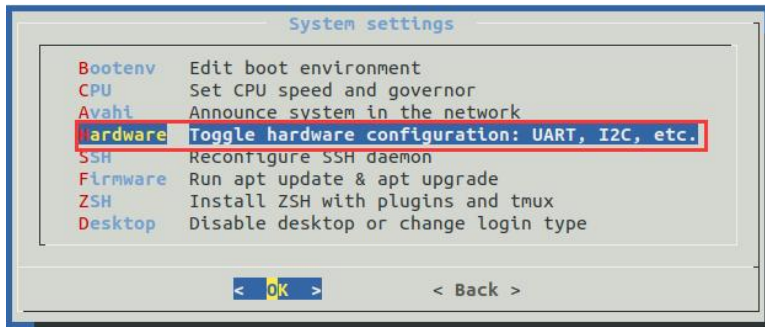 System settings
Bootenv Edit boot environment
CPU Set CPU speed and governor
Avahi Announce system in the network
Hardware Toggle hardware configuration: UART, I2C, etc.
SSH Reconfigure SSH daemon
Firmware Run apt update & apt upgrade
ZSH Install ZSH with plugins and tmux
Desktop Disable desktop or change login type
< OK > < Back >